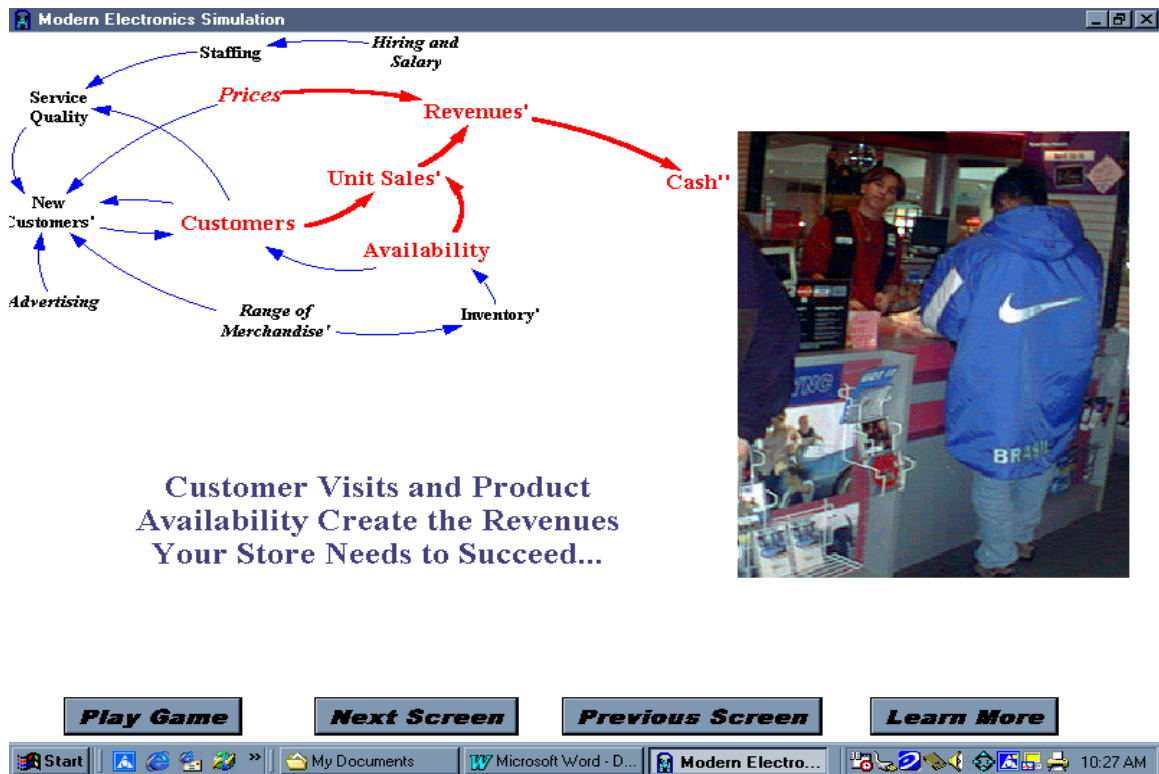 Modern Electronics Simulation
Hiring and
Salary
Staffing
Service
Quality
Prices
Revenues'
Unit Sales'
Cash"
New
Customers'
Customers
Availability
Advertising
Range of
Merchandise'
Inventory'
BRASIL
Customer Visits and Product
Availability Create the Revenues
Your Store Needs to Succeed...
Play Game
Next Screen
Previous Screen
Learn More
Start
»
My Documents
Microsoft Word - D...
Modern Electro...
10:27 AM